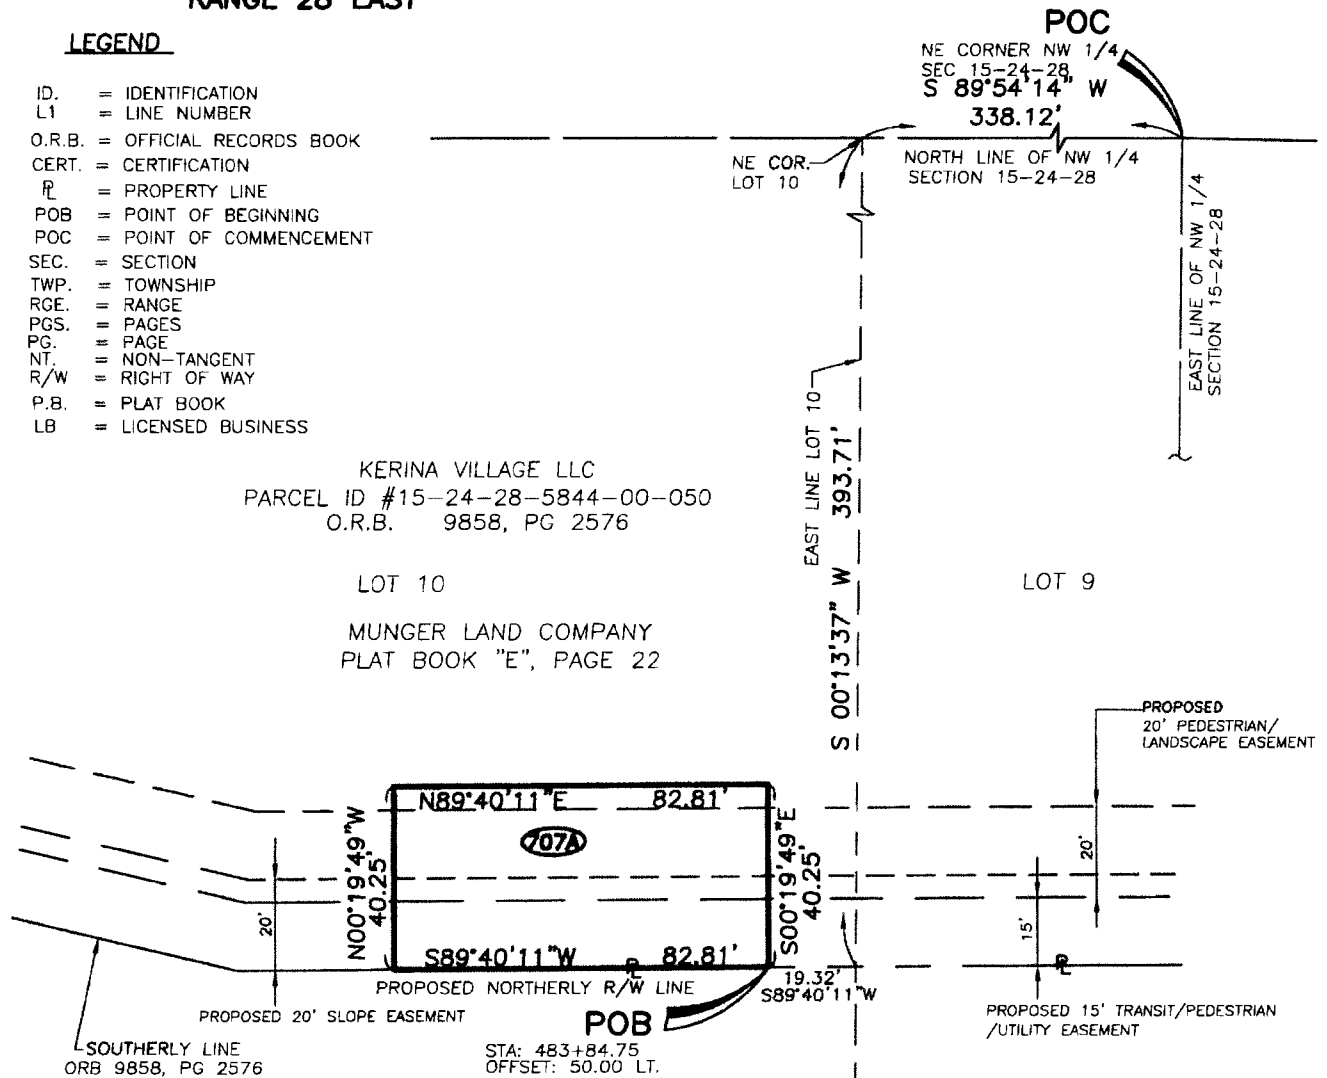 RANGE 28 EAST
LEGEND
ID. = IDENTIFICATION
L1 = LINE NUMBER
O.R.B. = OFFICIAL RECORDS BOOK
CERT. = CERTIFICATION
PL = PROPERTY LINE
POB = POINT OF BEGINNING
POC = POINT OF COMMENCEMENT
SEC. = SECTION
TWP. = TOWNSHIP
RGE. = RANGE
PGS. = PAGES
PG. = PAGE
NT. = NON-TANGENT
R/W = RIGHT OF WAY
P.B. = PLAT BOOK
LB = LICENSED BUSINESS
POC
NE CORNER NW 1/4
SEC 15-24-28
S 89°54'14" W
338.12'
NE COR.
LOT 10
NORTH LINE OF NW 1/4
SECTION 15-24-28
EAST LINE OF NW 1/4
SECTION 15-24-28
EAST LINE LOT 10
S 00°13'37" W 393.71'
KERINA VILLAGE LLC
PARCEL ID #15-24-28-5844-00-050
O.R.B. 9858, PG 2576
LOT 10
MUNGER LAND COMPANY
PLAT BOOK "E", PAGE 22
LOT 9
PROPOSED
20' PEDESTRIAN/
LANDSCAPE EASEMENT
N89°40'11"E 82.81'
707A
N00°19'49"W
40.25'
S00°19'49"E
40.25'
20'
20'
15'
S89°40'11"W PL 82.81'
PL
19.32'
S89°40'11"W
PROPOSED NORTHERLY R/W LINE
PROPOSED 20' SLOPE EASEMENT
POB
STA: 483+84.75
OFFSET: 50.00 LT.
PROPOSED 15' TRANSIT/PEDESTRIAN
/UTILITY EASEMENT
SOUTHERLY LINE
ORB 9858, PG 2576